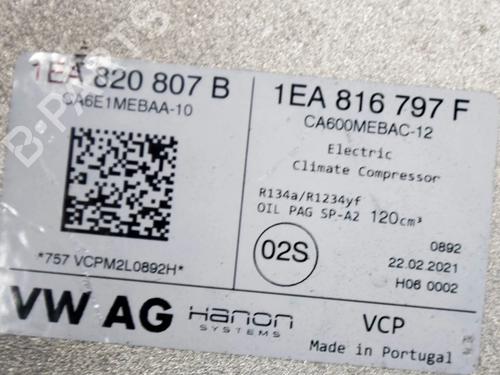 1EA 820 807 B
CA6E1MEBAA-10
*757 VCPM2L0892H*
1EA 816 797 F
CA600MEBAC-12
Electric
Climate Compressor
R134a/R1234yf
OIL PAG SP-A2 120cm³
02S
0892
22.02.2021
H06 0002
VW AG
Hanon
SYSTEMS
VCP
Made in Portugal
B-PARTS